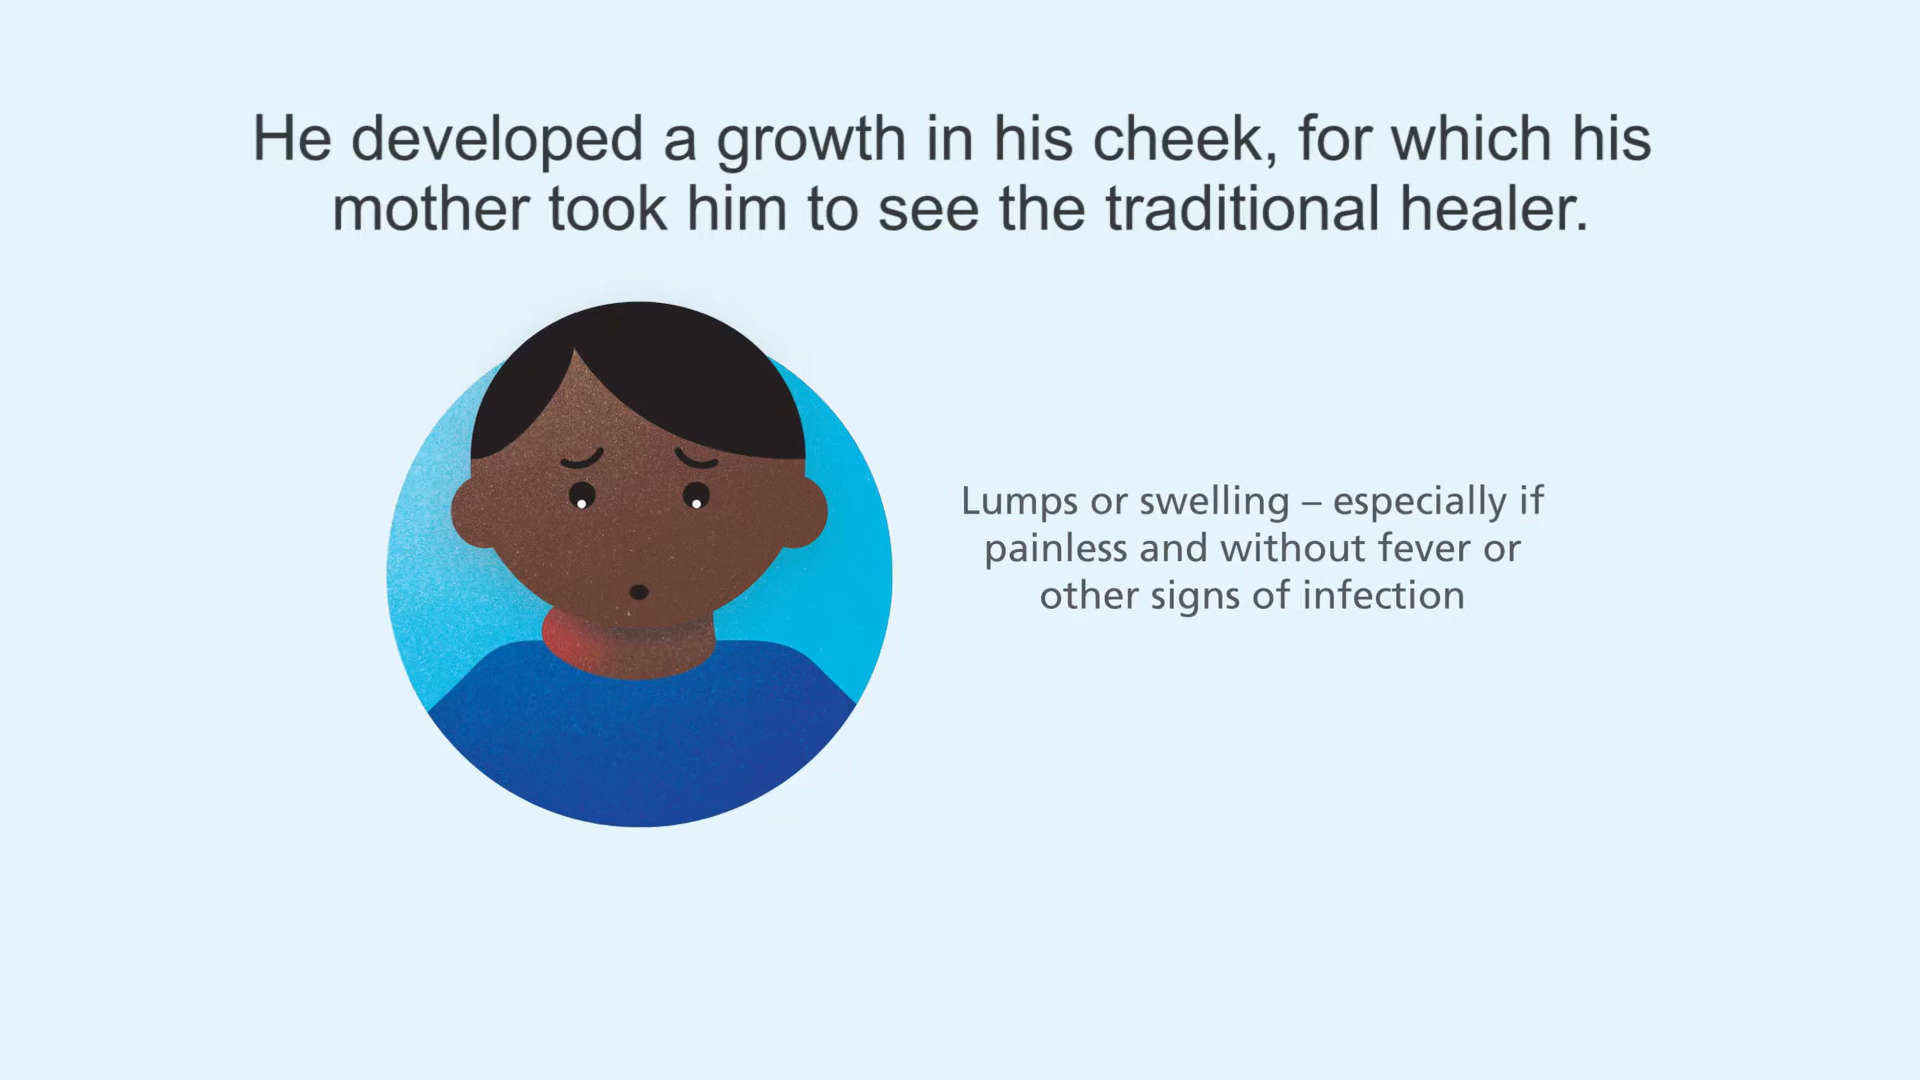 He developed a growth in his cheek, for which his
mother took him to see the traditional healer.
Lumps or swelling – especially if
painless and without fever or
other signs of infection